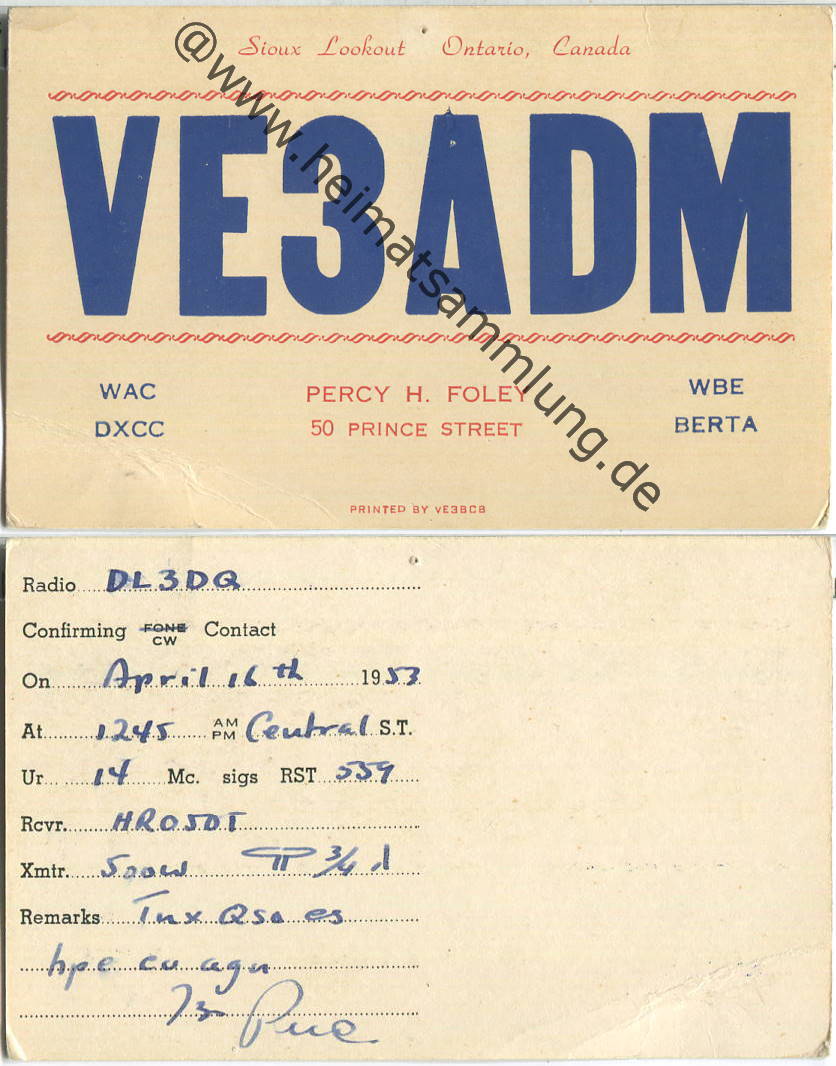 Sioux Lookout Ontario, Canada
VE3ADM
WAC
DXCC
PERCY H. FOLEY
50 PRINCE STREET
WBE
BERTA
PRINTED BY VE3BCB
@www.heimatsammlung.de
Radio DL3DQ
Confirming FONE CW Contact
On April 16th 1953
At 1245 AM PM Central S.T.
Ur 14 Mc. sigs RST 559
Rcvr. HRO5DT
Xmtr. 500W 3/4
Remarks Tnx Qso es
hpe cu agn
73